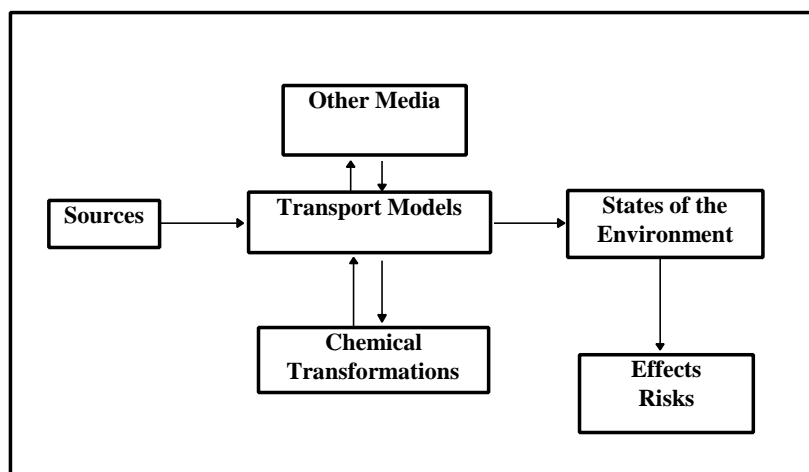 Other Media
Sources
Transport Models
States of the
Environment
Chemical
Transformations
Effects
Risks